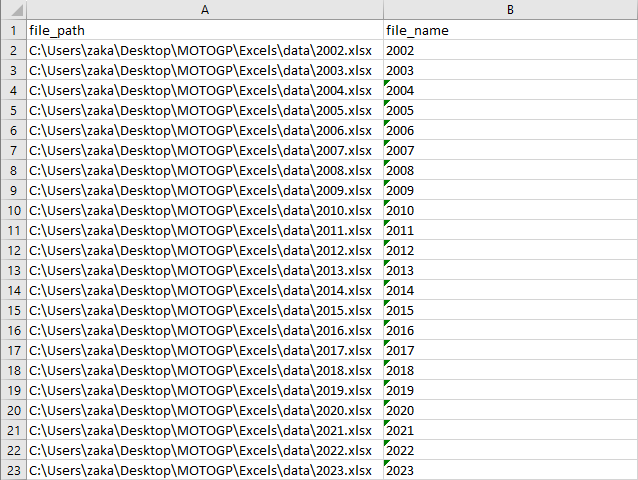 A B
1 file_path file_name
2 C:\Users\zaka\Desktop\MOTOGP\Excels\data\2002.xlsx 2002
3 C:\Users\zaka\Desktop\MOTOGP\Excels\data\2003.xlsx 2003
4 C:\Users\zaka\Desktop\MOTOGP\Excels\data\2004.xlsx 2004
5 C:\Users\zaka\Desktop\MOTOGP\Excels\data\2005.xlsx 2005
6 C:\Users\zaka\Desktop\MOTOGP\Excels\data\2006.xlsx 2006
7 C:\Users\zaka\Desktop\MOTOGP\Excels\data\2007.xlsx 2007
8 C:\Users\zaka\Desktop\MOTOGP\Excels\data\2008.xlsx 2008
9 C:\Users\zaka\Desktop\MOTOGP\Excels\data\2009.xlsx 2009
10 C:\Users\zaka\Desktop\MOTOGP\Excels\data\2010.xlsx 2010
11 C:\Users\zaka\Desktop\MOTOGP\Excels\data\2011.xlsx 2011
12 C:\Users\zaka\Desktop\MOTOGP\Excels\data\2012.xlsx 2012
13 C:\Users\zaka\Desktop\MOTOGP\Excels\data\2013.xlsx 2013
14 C:\Users\zaka\Desktop\MOTOGP\Excels\data\2014.xlsx 2014
15 C:\Users\zaka\Desktop\MOTOGP\Excels\data\2015.xlsx 2015
16 C:\Users\zaka\Desktop\MOTOGP\Excels\data\2016.xlsx 2016
17 C:\Users\zaka\Desktop\MOTOGP\Excels\data\2017.xlsx 2017
18 C:\Users\zaka\Desktop\MOTOGP\Excels\data\2018.xlsx 2018
19 C:\Users\zaka\Desktop\MOTOGP\Excels\data\2019.xlsx 2019
20 C:\Users\zaka\Desktop\MOTOGP\Excels\data\2020.xlsx 2020
21 C:\Users\zaka\Desktop\MOTOGP\Excels\data\2021.xlsx 2021
22 C:\Users\zaka\Desktop\MOTOGP\Excels\data\2022.xlsx 2022
23 C:\Users\zaka\Desktop\MOTOGP\Excels\data\2023.xlsx 2023